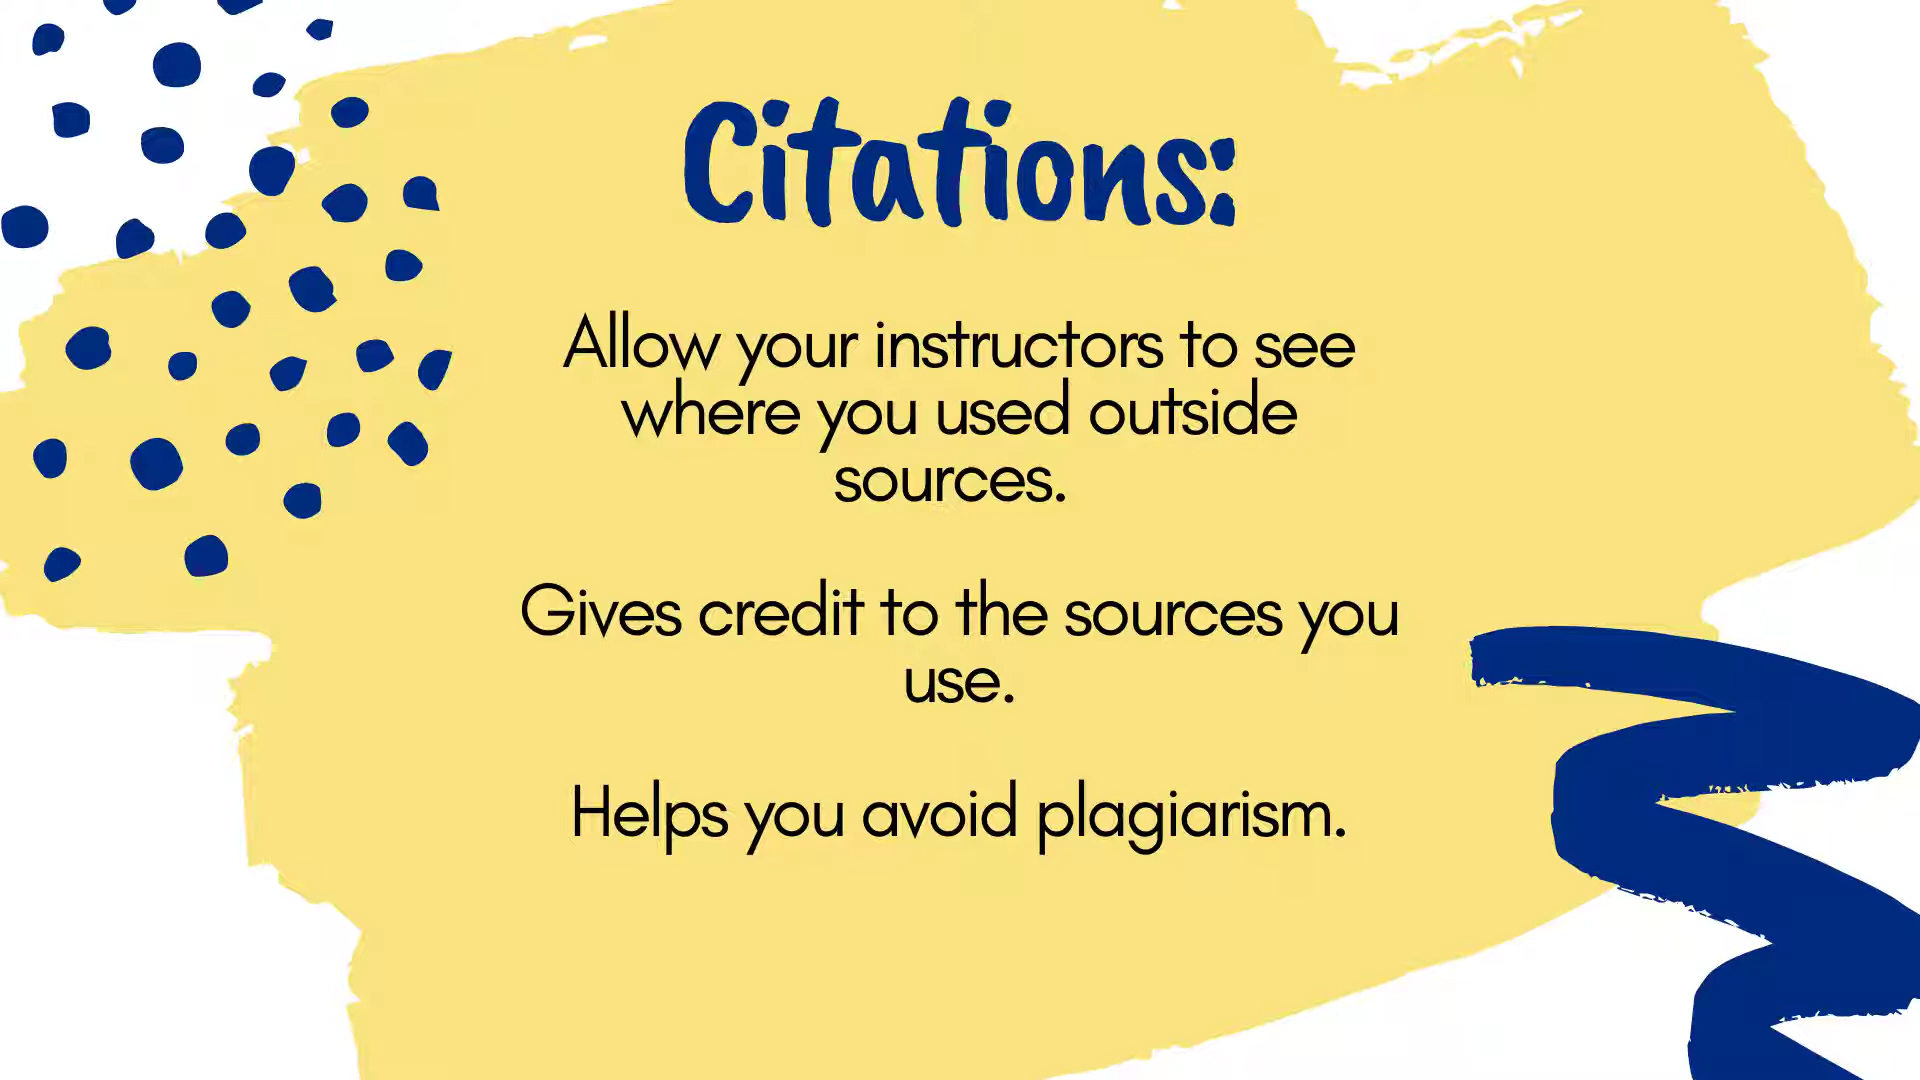 Citations:
Allow your instructors to see
where you used outside
sources.
Gives credit to the sources you
use.
Helps you avoid plagiarism.